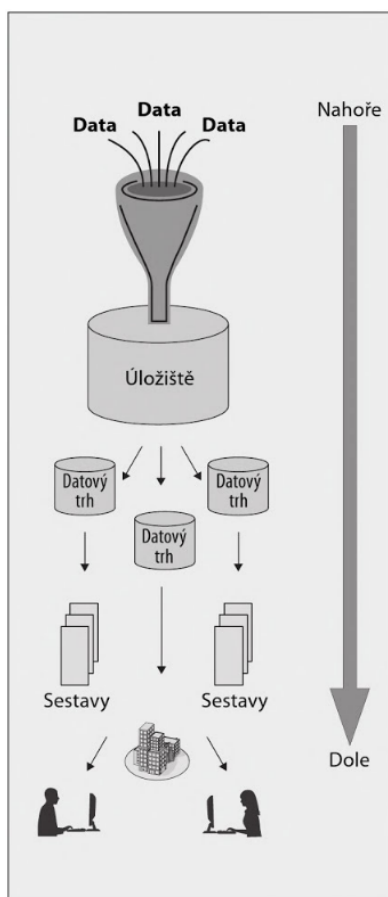 Data
Data
Data
Nahoře
Úložiště
Datový
trh
Datový
trh
Datový
trh
Sestavy
Sestavy
Dole